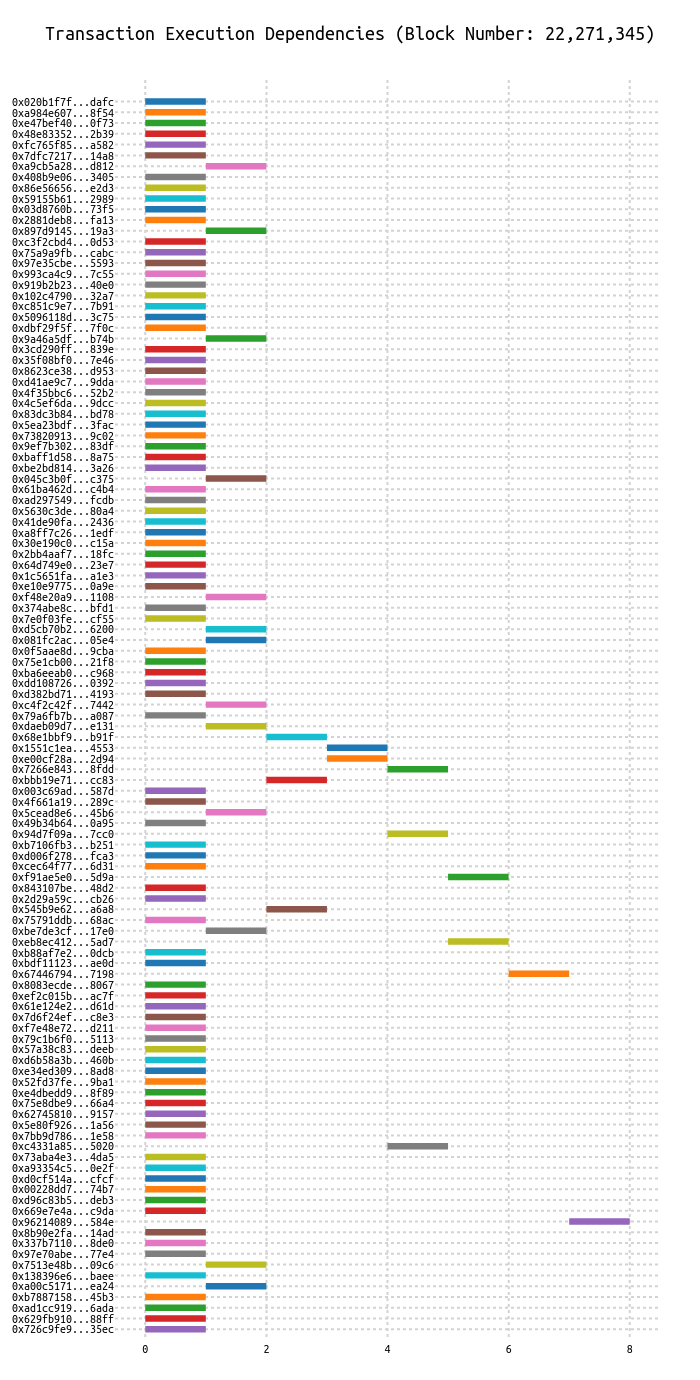 Transaction Execution Dependencies (Block Number: 22,271,345)
0x020b1f7f...dafc
0xa984e607...8f54
0xe47bef40...0f73
0x48e83352...2b39
0xfc765f85...a582
0x7dfc7217...14a8
0xa9cb5a28...d812
0x408b9e06...3405
0x86e56656...e2d3
0x59155b61...2989
0x03d8760b...73f5
0x2881deb8...fa13
0x897d9145...19a3
0xc3f2cbd4...0d53
0x75a9a9fb...cabc
0x97e35cbe...5593
0x993ca4c9...7c55
0x919b2b23...40e0
0x102c4790...32a7
0xc851c9e7...7b91
0x5096118d...3c75
0xdbf29f5f...7f0c
0x9a46a5df...b74b
0x3cd290ff...839e
0x35f08bf0...7e46
0x8623ce38...d953
0xd41ae9c7...9dda
0x4f35bbc6...52b2
0x4c5ef6da...9dcc
0x83dc3b84...bd78
0x5ea23bdf...3fac
0x73820913...9c02
0x9ef7b302...83df
0xbaff1d58...8a75
0xbe2bd814...3a26
0x045c3b0f...c375
0x61ba462d...c4b4
0xad297549...fcdb
0x5630c3de...80a4
0x41de90fa...2436
0xa8ff7c26...1edf
0x30e190c0...c15a
0x2bb4aaf7...18fc
0x64d749e0...23e7
0x1c5651fa...a1e3
0xe10e9775...0a9e
0xf48e20a9...1108
0x374abe8c...bfd1
0x7e0f03fe...cf55
0xd5cb70b2...6200
0x081fc2ac...05e4
0x0f5aae8d...9cba
0x75e1cb00...21f8
0xba6eeab0...c968
0xdd108726...0392
0xd382bd71...4193
0xc4f2c42f...7442
0x79a6fb7b...a087
0xdaeb09d7...e131
0x68e1bbf9...b91f
0x1551c1ea...4553
0xe00cf28a...2d94
0x7266e843...8fdd
0xbbb19e71...cc83
0x003c69ad...587d
0x4f661a19...289c
0x5cead8e6...45b6
0x49b34b64...0a95
0x94d7f09a...7cc0
0xb7106fb3...b251
0xd006f278...fca3
0xcec64f77...6d31
0xf91ae5e0...5d9a
0x843107be...48d2
0x2d29a59c...cb26
0x545b9e62...a6a8
0x75791ddb...68ac
0xbe7de3cf...17e0
0xeb8ec412...5ad7
0xb88af7e2...0dcb
0xbdf11123...ae0d
0x67446794...7198
0x8083ecde...8067
0xef2c015b...ac7f
0x61e124e2...d61d
0x7d6f24ef...c8e3
0xf7e48e72...d211
0x79c1b6f0...5113
0x57a38c83...deeb
0xd6b58a3b...460b
0xe34ed309...8ad8
0x52fd37fe...9ba1
0xe4dbedd9...8f89
0x75e8dbe9...66a4
0x62745810...9157
0x5e80f926...1a56
0x7bb9d786...1e58
0xc4331a85...5020
0x73aba4e3...4da5
0xa93354c5...0e2f
0xd0cf514a...cfcf
0x00228dd7...74b7
0xd96c83b5...deb3
0x669e7e4a...c9da
0x96214089...584e
0x8b90e2fa...14ad
0x337b7110...8de0
0x97e70abe...77e4
0x7513e48b...09c6
0x138396e6...baee
0xa00c5171...ea24
0xb7887158...45b3
0xad1cc919...6ada
0x629fb910...88ff
0x726c9fe9...35ec
0 2 4 6 8